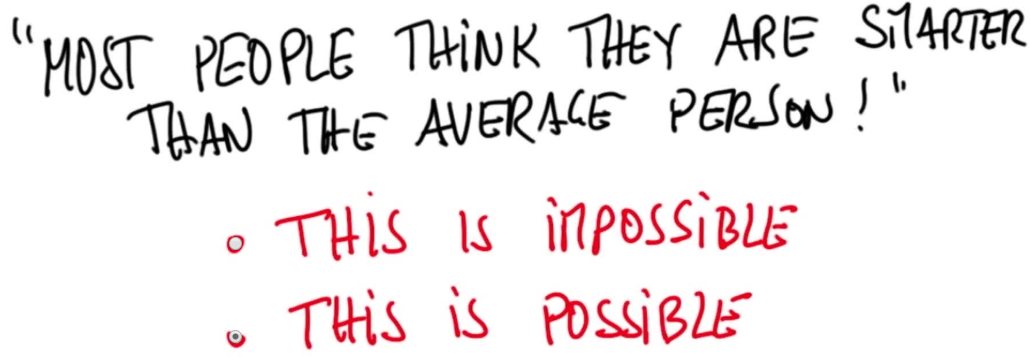 "MOST PEOPLE THINK THEY ARE SMARTER
THAN THE AVERAGE PERSON!"
THIS IS IMPOSSIBLE
THIS IS POSSIBLE